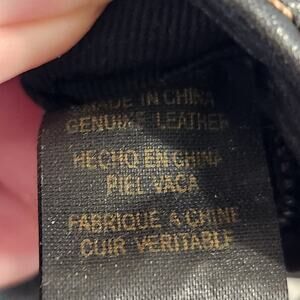 MADE IN CHINA
GENUINE LEATHER
HECHO EN CHINA
PIEL VACA
FABRIQUE A CHINE
CUIR VERITABLE